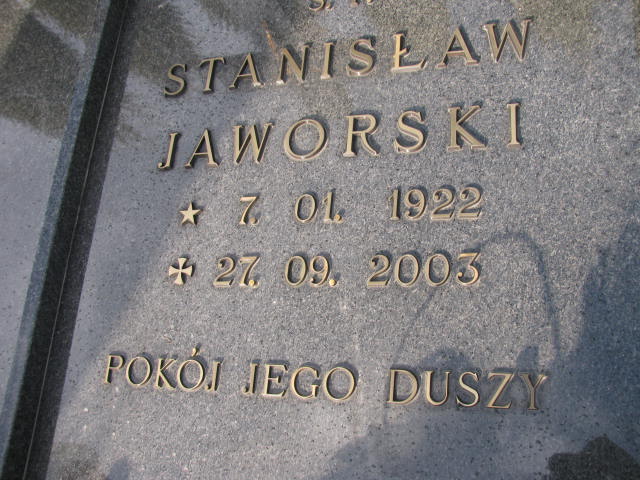 STANISŁAW
JAWORSKI
7. 01. 1922
27. 09. 2003
POKÓJ JEGO DUSZY